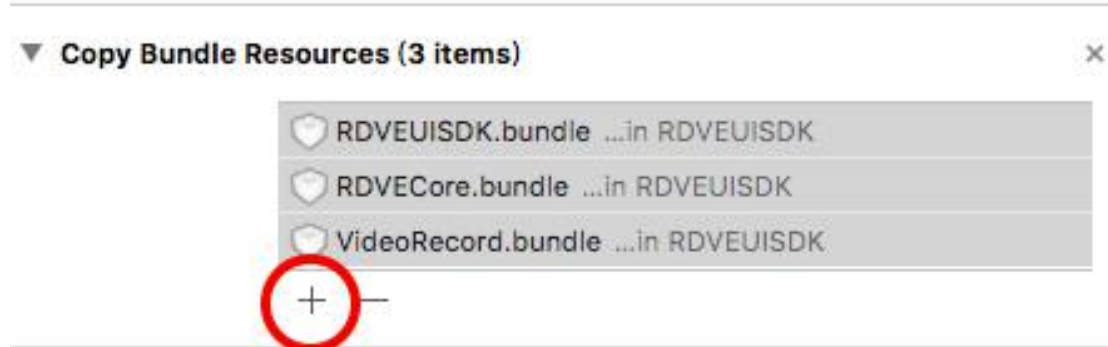 Copy Bundle Resources (3 items)
RDVEUISDK.bundle ...in RDVEUISDK
RDVECore.bundle ...in RDVEUISDK
VideoRecord.bundle ...in RDVEUISDK